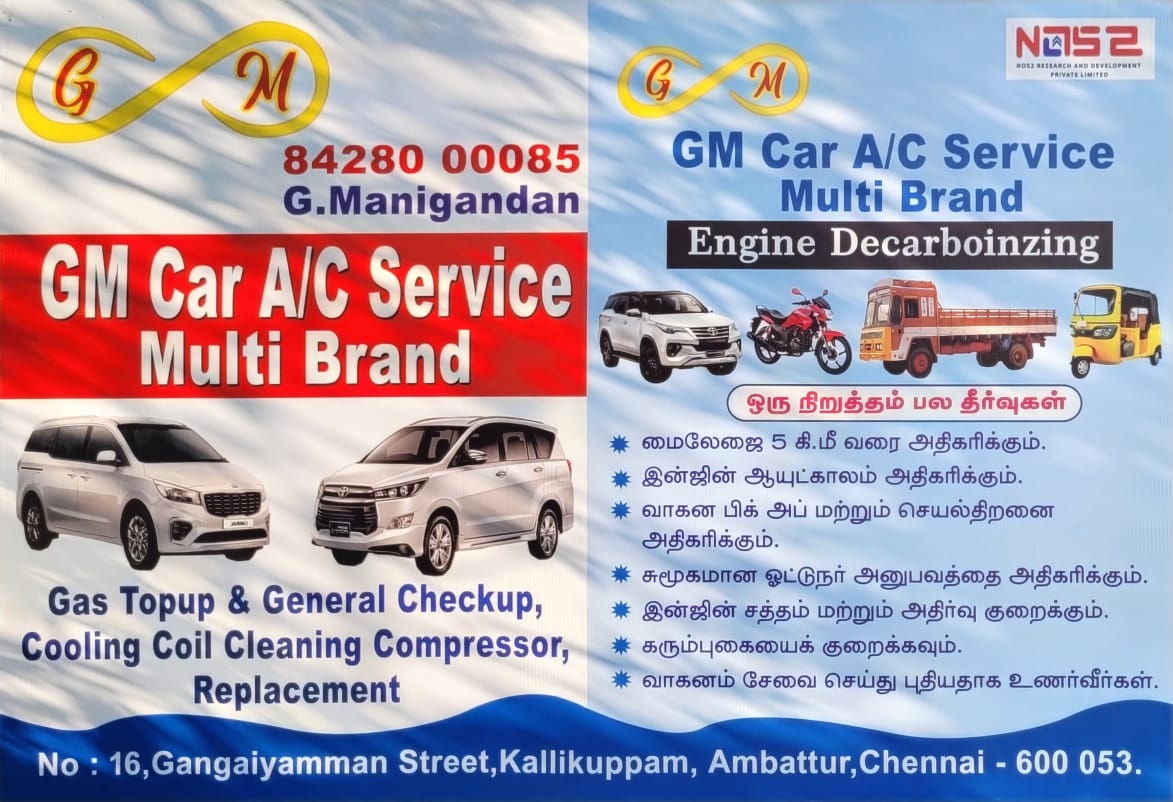 G M
84280 00085
G.Manigandan
GM Car A/C Service
Multi Brand
Gas Topup & General Checkup,
Cooling Coil Cleaning Compressor,
Replacement
G M
NOS2
NOS2 RESEARCH AND DEVELOPMENT
PRIVATE LIMITED
GM Car A/C Service
Multi Brand
Engine Decarboinzing
ஒரு நிறுத்தம் பல தீர்வுகள்
மைலேஜை 5 கி.மீ வரை அதிகரிக்கும்.
இன்ஜின் ஆயுட்காலம் அதிகரிக்கும்.
வாகன பிக் அப் மற்றும் செயல்திறனை
அதிகரிக்கும்.
சுமூகமான ஓட்டுநர் அனுபவத்தை அதிகரிக்கும்.
இன்ஜின் சத்தம் மற்றும் அதிர்வு குறைக்கும்.
கரும்புகையைக் குறைக்கவும்.
வாகனம் சேவை செய்து புதியதாக உணர்வீர்கள்.
No : 16,Gangaiyamman Street,Kallikuppam, Ambattur,Chennai - 600 053.